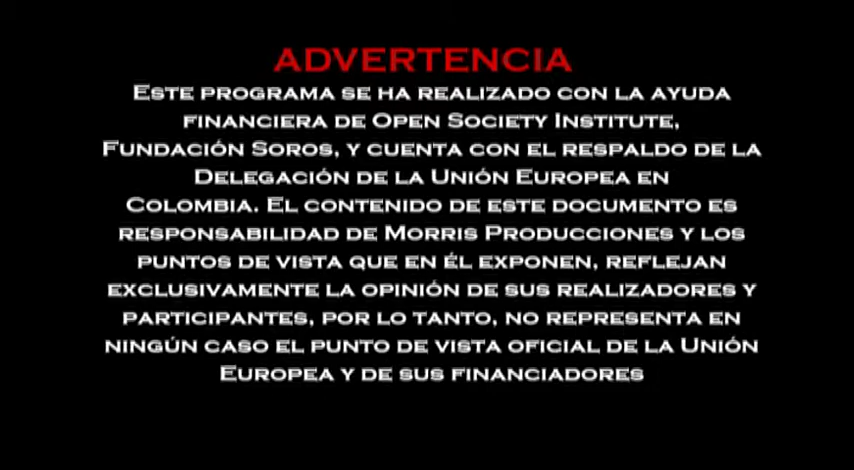 ADVERTENCIA
ESTE PROGRAMA SE HA REALIZADO CON LA AYUDA
FINANCIERA DE OPEN SOCIETY INSTITUTE,
FUNDACIÓN SOROS, Y CUENTA CON EL RESPALDO DE LA
DELEGACIÓN DE LA UNIÓN EUROPEA EN
COLOMBIA. EL CONTENIDO DE ESTE DOCUMENTO ES
RESPONSABILIDAD DE MORRIS PRODUCCIONES Y LOS
PUNTOS DE VISTA QUE EN ÉL EXPONEN, REFLEJAN
EXCLUSIVAMENTE LA OPINIÓN DE SUS REALIZADORES Y
PARTICIPANTES, POR LO TANTO, NO REPRESENTA EN
NINGÚN CASO EL PUNTO DE VISTA OFICIAL DE LA UNIÓN
EUROPEA Y DE SUS FINANCIADORES